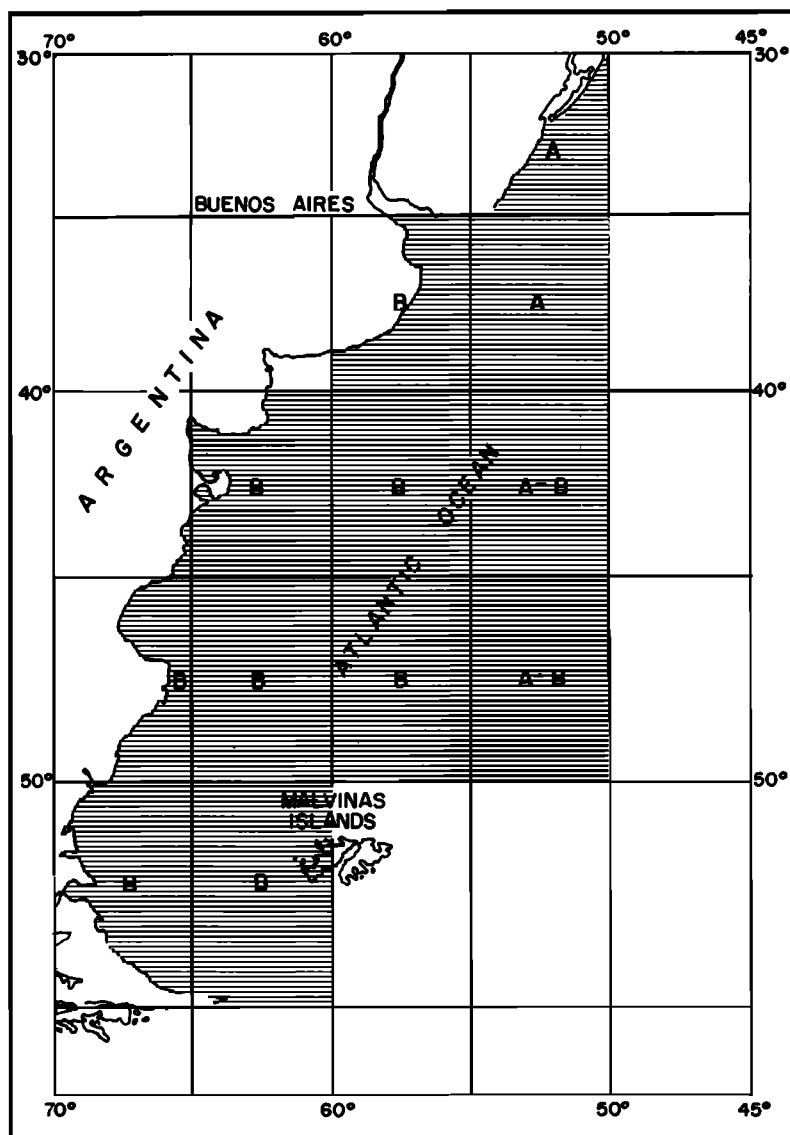 70° 60° 50° 45°
30° 30°
A
BUENOS AIRES
B A
ARGENTINA
40° 40°
B B A-B
ATLANTIC OCEAN
B B B A-B
50° 50°
MALVINAS
ISLANDS
B B
70° 60° 50° 45°